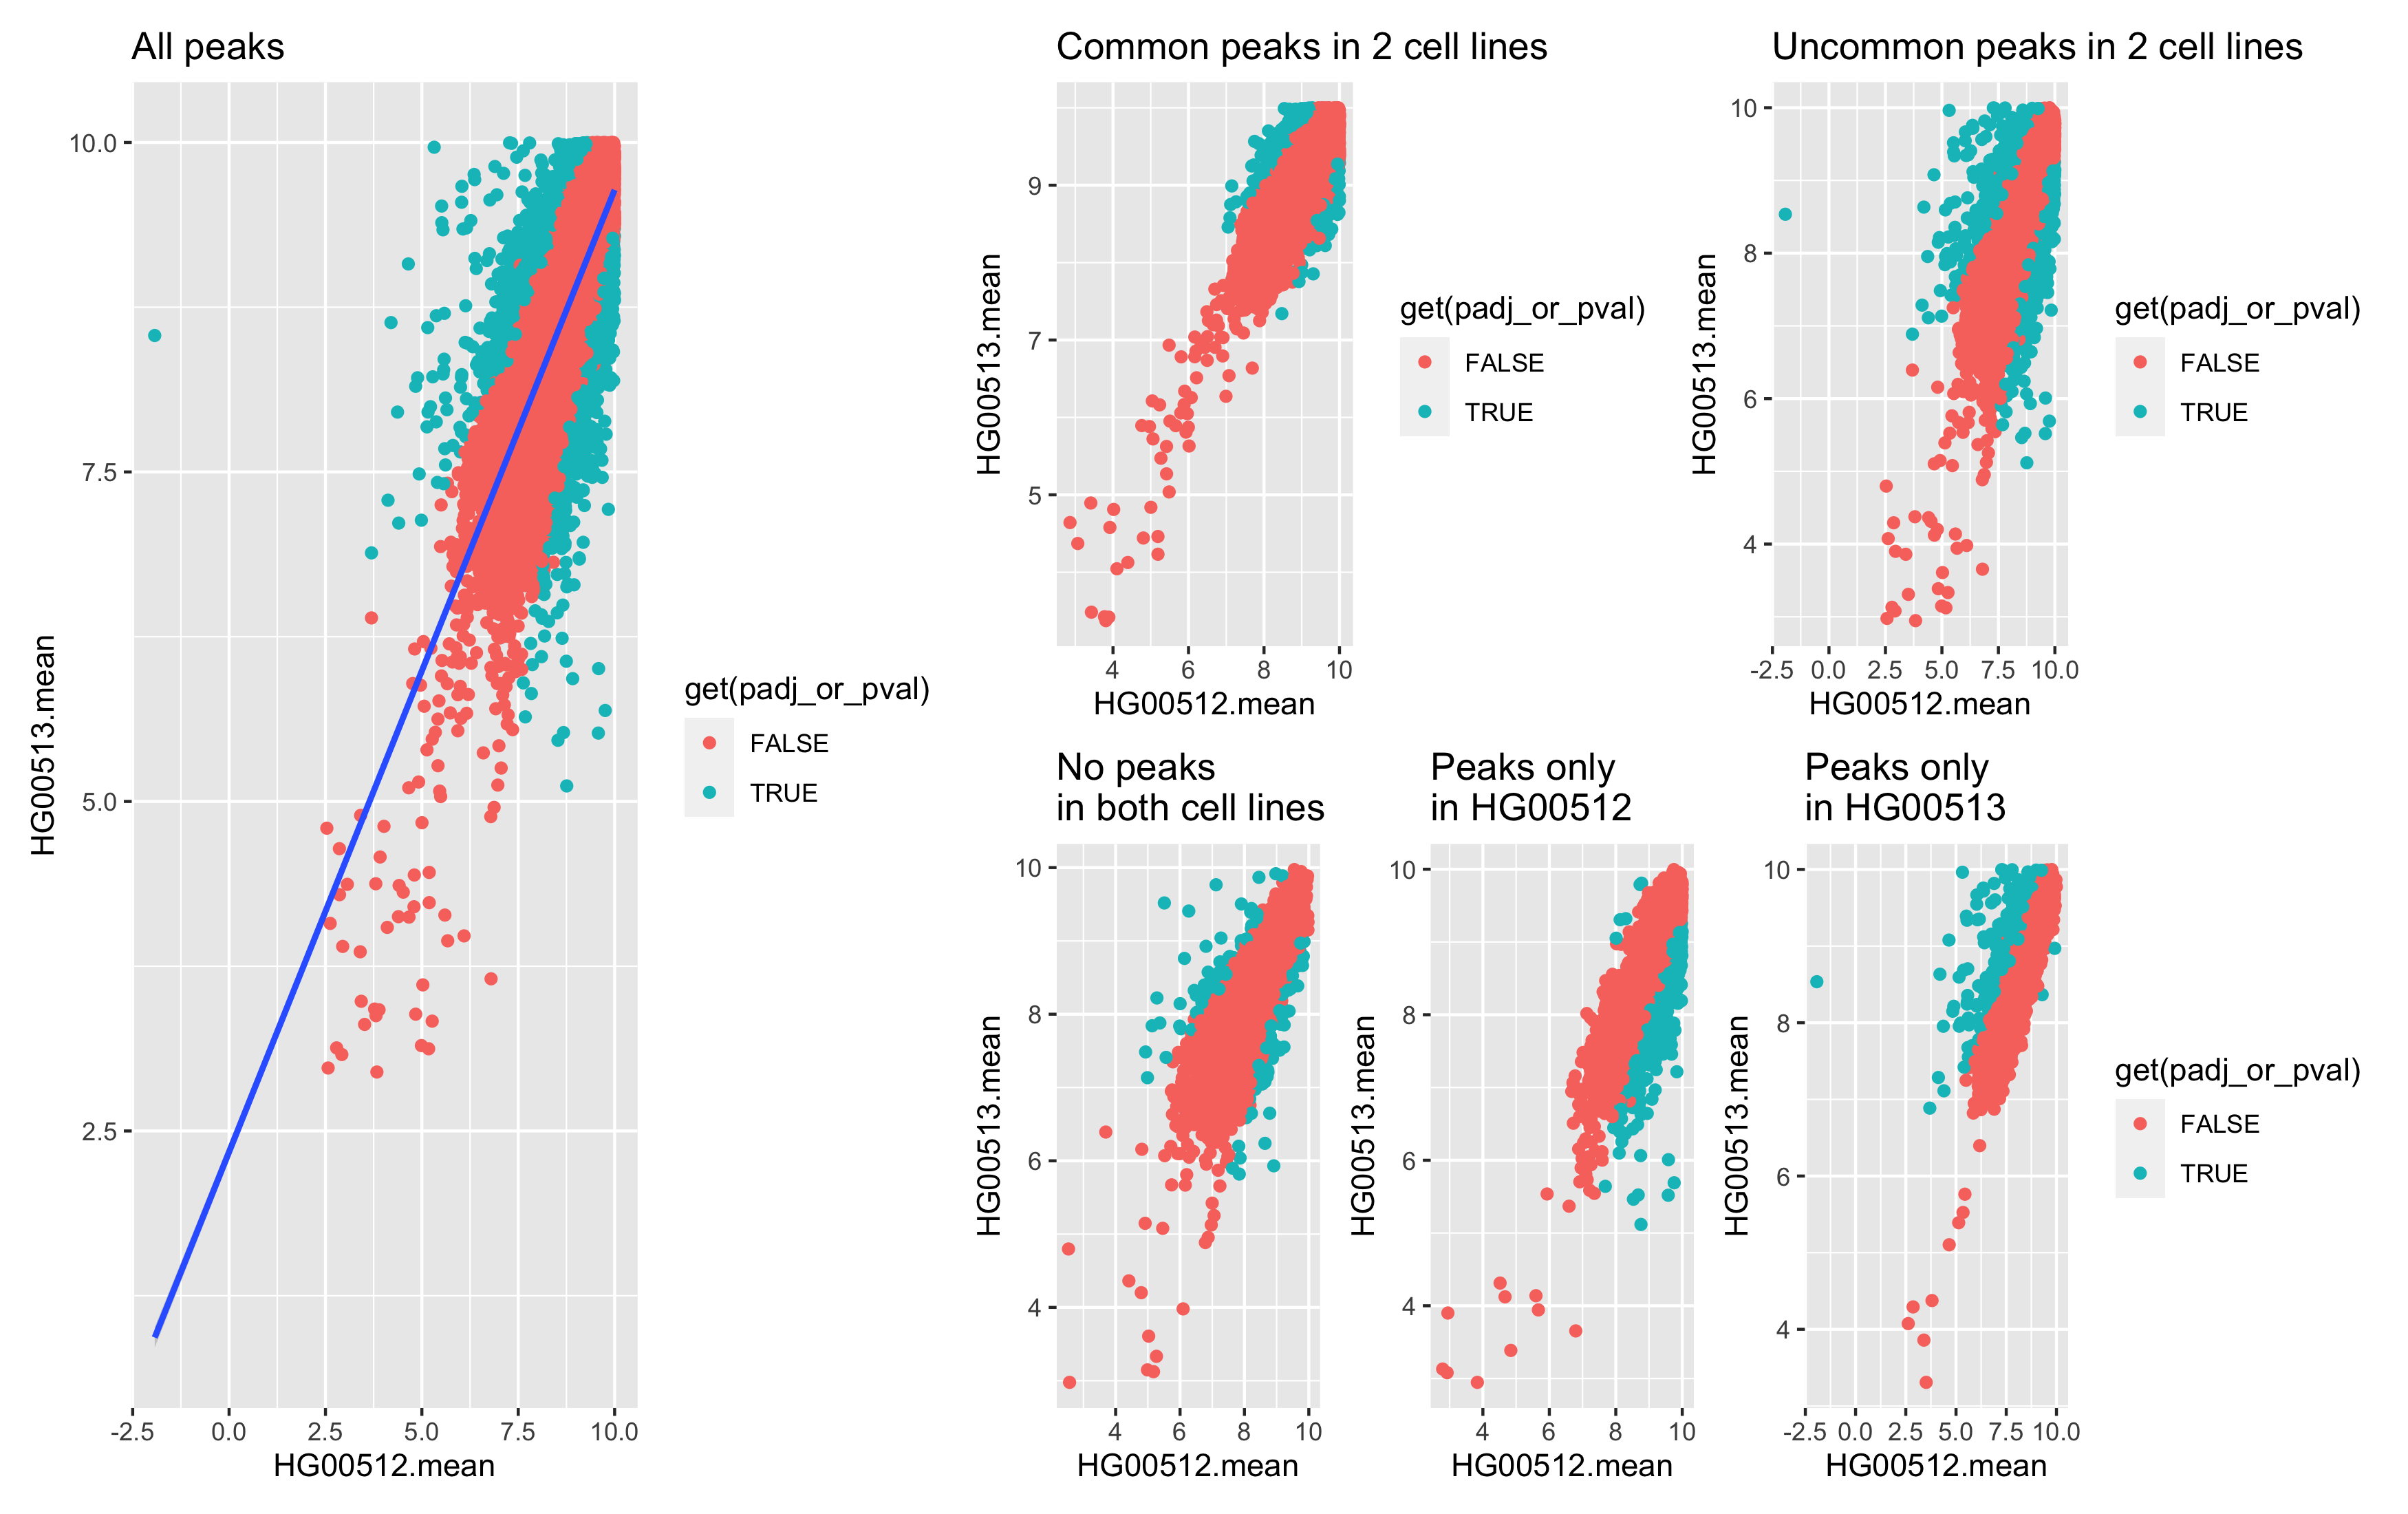 All peaks
10.0
7.5
5.0
2.5
HG00513.mean
-2.5 0.0 2.5 5.0 7.5 10.0
HG00512.mean
get(padj_or_pval)
FALSE
TRUE
Common peaks in 2 cell lines
9
7
5
HG00513.mean
4 6 8 10
HG00512.mean
get(padj_or_pval)
FALSE
TRUE
Uncommon peaks in 2 cell lines
10
8
6
4
HG00513.mean
-2.5 0.0 2.5 5.0 7.5 10.0
HG00512.mean
get(padj_or_pval)
FALSE
TRUE
No peaks
in both cell lines
10
8
6
4
HG00513.mean
4 6 8 10
HG00512.mean
Peaks only
in HG00512
10
8
6
4
HG00513.mean
4 6 8 10
HG00512.mean
Peaks only
in HG00513
10
8
6
4
HG00513.mean
-2.5 0.0 2.5 5.0 7.5 10.0
HG00512.mean
get(padj_or_pval)
FALSE
TRUE